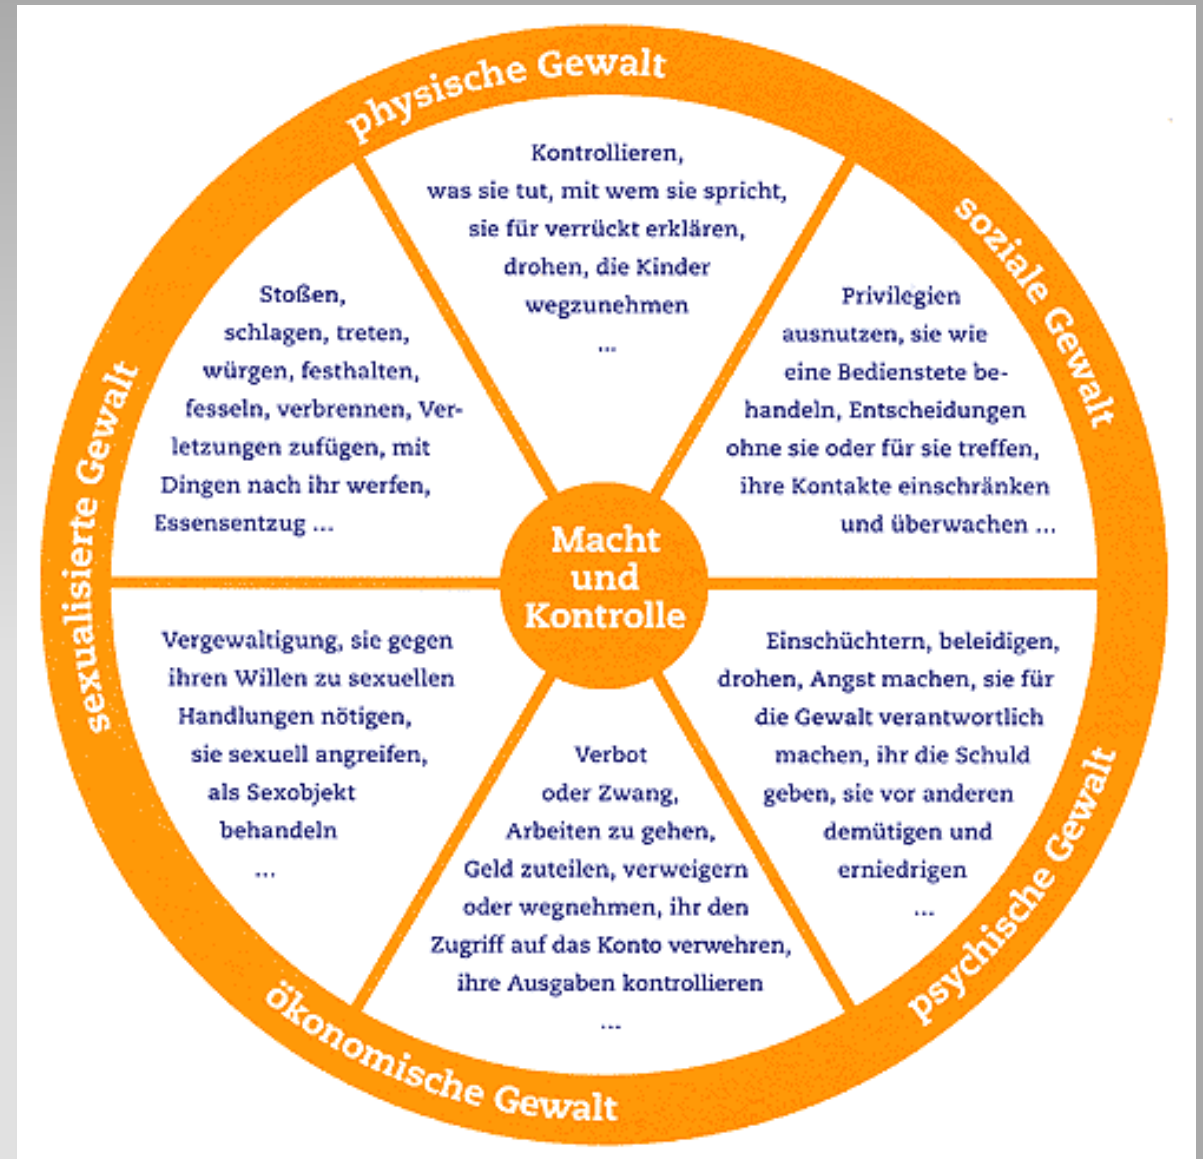 physische Gewalt
Kontrollieren,
was sie tut, mit wem sie spricht,
sie für verrückt erklären,
drohen, die Kinder
wegzunehmen
...
soziale Gewalt
Privilegien
ausnutzen, sie wie
eine Bedienstete be-
handeln, Entscheidungen
ohne sie oder für sie treffen,
ihre Kontakte einschränken
und überwachen ...
psychische Gewalt
Einschüchtern, beleidigen,
drohen, Angst machen, sie für
die Gewalt verantwortlich
machen, ihr die Schuld
geben, sie vor anderen
demütigen und
erniedrigen
...
ökonomische Gewalt
Verbot
oder Zwang,
Arbeiten zu gehen,
Geld zuteilen, verweigern
oder wegnehmen, ihr den
Zugriff auf das Konto verwehren,
ihre Ausgaben kontrollieren
...
sexualisierte Gewalt
Vergewaltigung, sie gegen
ihren Willen zu sexuellen
Handlungen nötigen,
sie sexuell angreifen,
als Sexobjekt
behandeln
...
Stoßen,
schlagen, treten,
würgen, festhalten,
fesseln, verbrennen, Ver-
letzungen zufügen, mit
Dingen nach ihr werfen,
Essensentzug ...
Macht
und
Kontrolle